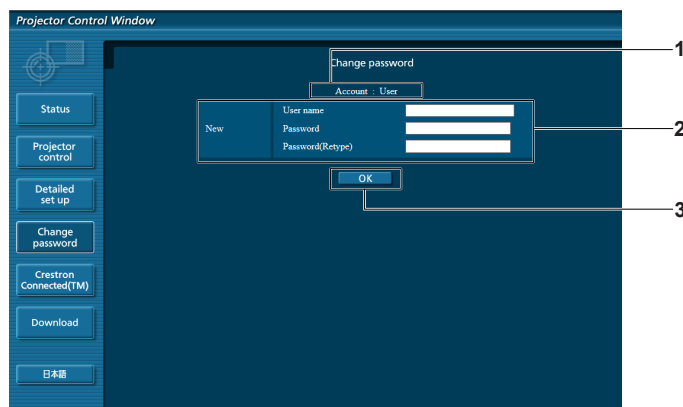 Projector Control Window
Change password
1
Account : User
Status
New
User name
Password
Password(Retype)
2
Projector
control
OK
Detailed
set up
3
Change
password
Crestron
Connected(TM)
Download
日本語